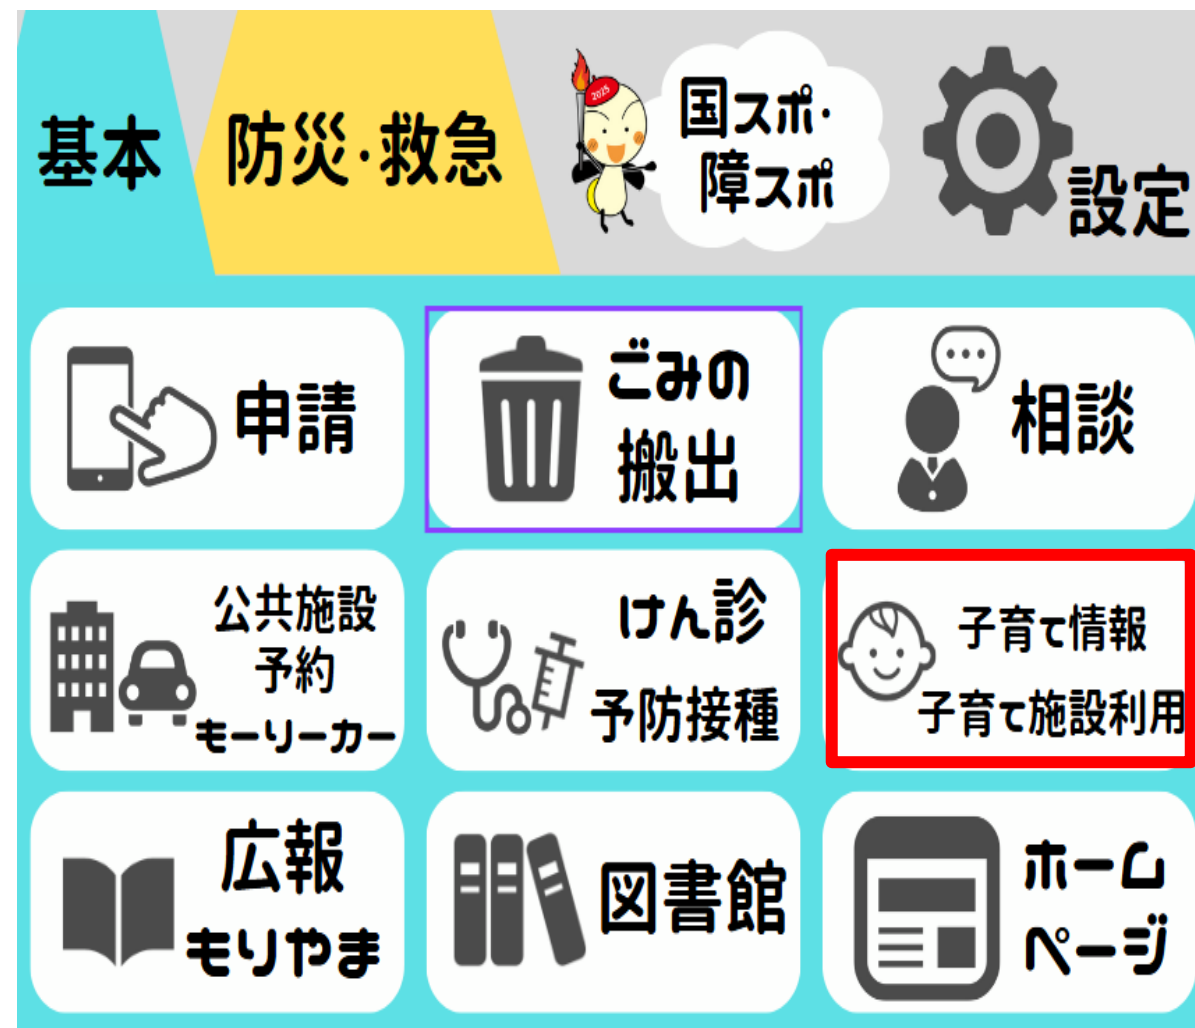 基本
防災・救急
2025
国スポ・
障スポ
設定
申請
ごみの
搬出
相談
公共施設
予約
もーりーカー
けん診
予防接種
子育て情報
子育て施設利用
広報
もりやま
図書館
ホーム
ページ